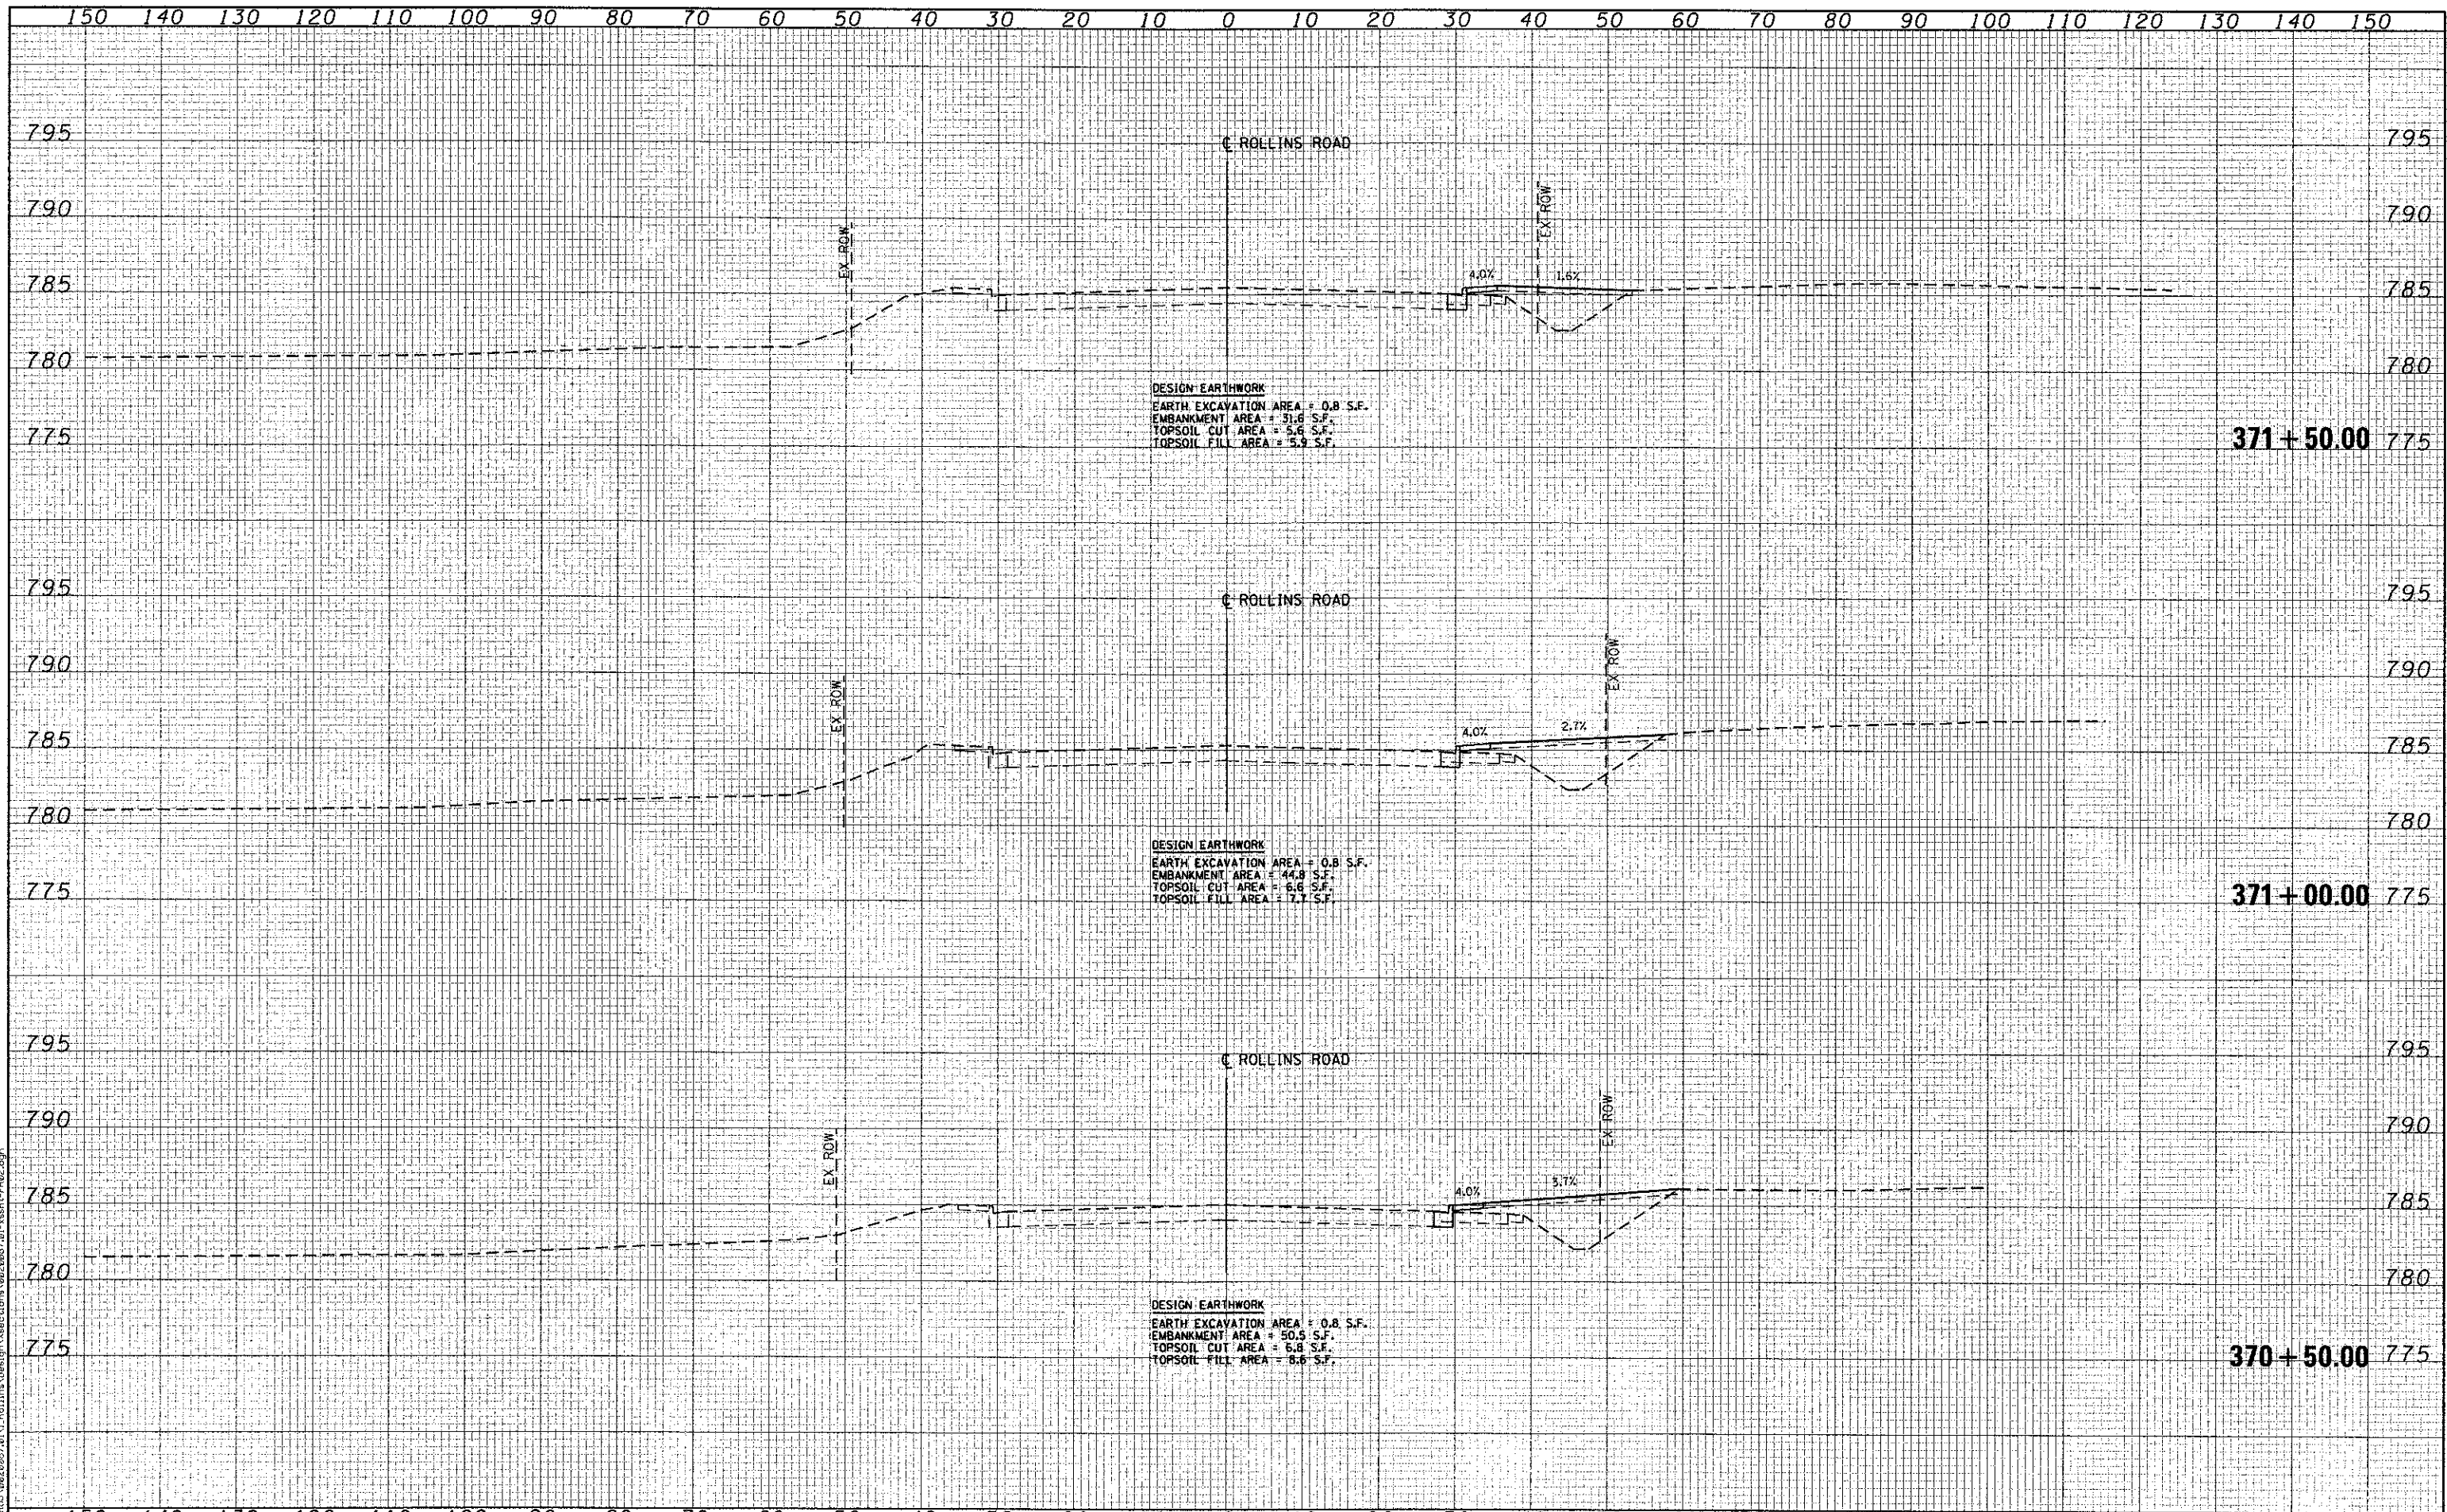 150 140 130 120 110 100 90 80 70 60 50 40 30 20 10 0 10 20 30 40 50 60 70 80 90 100 110 120 130 140 150
795 795
℄ ROLLINS ROAD
790 790
EX ROW
EX ROW
785 4.0% 1.6% 785
780 780
DESIGN EARTHWORK
EARTH EXCAVATION AREA = 0.8 S.F.
EMBANKMENT AREA = 31.6 S.F.
TOPSOIL CUT AREA = 5.6 S.F.
TOPSOIL FILL AREA = 5.9 S.F.
775 371+50.00 775
795 795
℄ ROLLINS ROAD
790 790
EX ROW
EX ROW
785 4.0% 2.7% 785
780 780
DESIGN EARTHWORK
EARTH EXCAVATION AREA = 0.8 S.F.
EMBANKMENT AREA = 44.8 S.F.
TOPSOIL CUT AREA = 6.6 S.F.
TOPSOIL FILL AREA = 7.7 S.F.
775 371+00.00 775
795 795
℄ ROLLINS ROAD
790 790
EX ROW
EX ROW
785 4.0% 3.7% 785
780 780
DESIGN EARTHWORK
EARTH EXCAVATION AREA = 0.8 S.F.
EMBANKMENT AREA = 50.5 S.F.
TOPSOIL CUT AREA = 6.8 S.F.
TOPSOIL FILL AREA = 8.6 S.F.
775 370+50.00 775